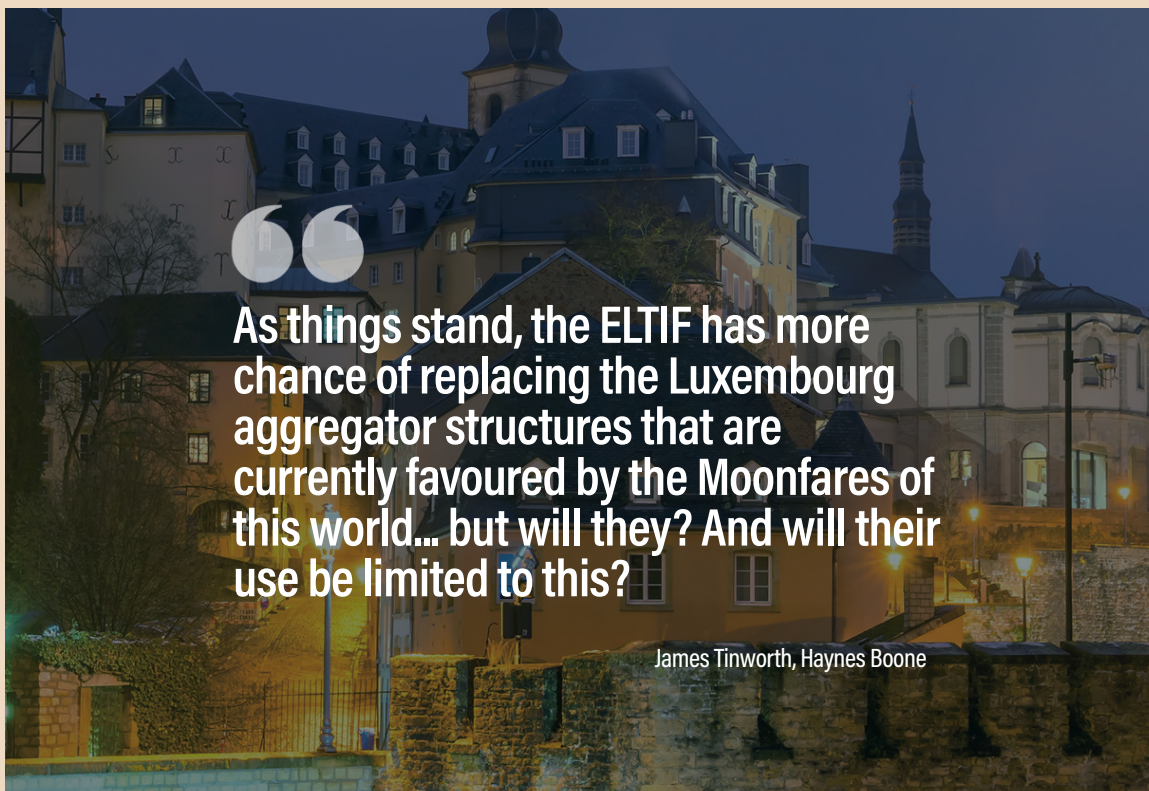 “
As things stand, the ELTIF has more
chance of replacing the Luxembourg
aggregator structures that are
currently favoured by the Moonfares of
this world... but will they? And will their
use be limited to this?
James Tinworth, Haynes Boone